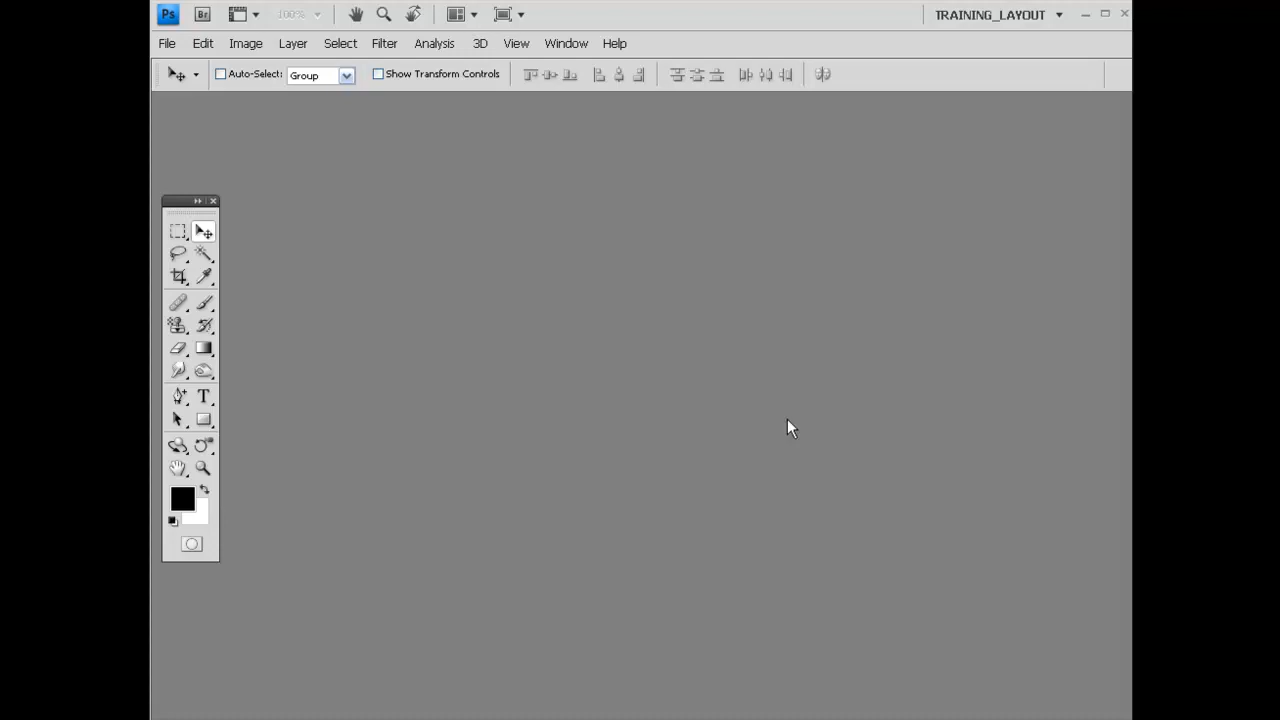 Ps Br 100% TRAINING_LAYOUT
File Edit Image Layer Select Filter Analysis 3D View Window Help
Auto-Select: Group Show Transform Controls
T